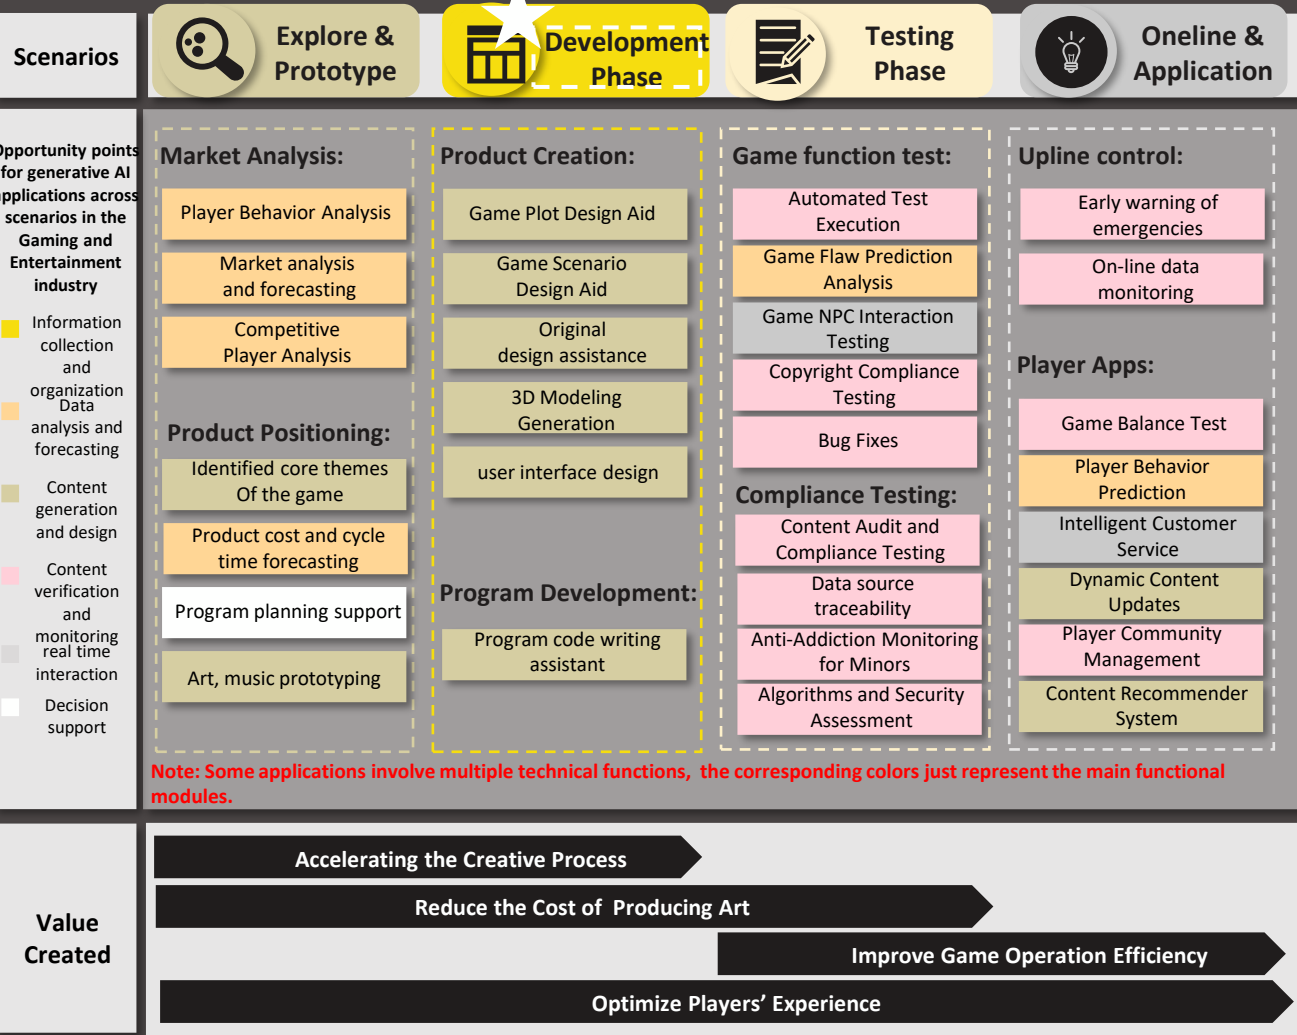 Scenarios
Explore &
Prototype
Development
Phase
Testing
Phase
Oneline &
Application
Opportunity points
for generative AI
applications across
scenarios in the
Gaming and
Entertainment
industry
Information
collection
and
organization
Data
analysis and
forecasting
Content
generation
and design
Content
verification
and
monitoring
real time
interaction
Decision
support
Market Analysis:
Player Behavior Analysis
Market analysis
and forecasting
Competitive
Player Analysis
Product Positioning:
Identified core themes
Of the game
Product cost and cycle
time forecasting
Program planning support
Art, music prototyping
Product Creation:
Game Plot Design Aid
Game Scenario
Design Aid
Original
design assistance
3D Modeling
Generation
user interface design
Program Development:
Program code writing
assistant
Game function test:
Automated Test
Execution
Game Flaw Prediction
Analysis
Game NPC Interaction
Testing
Copyright Compliance
Testing
Bug Fixes
Compliance Testing:
Content Audit and
Compliance Testing
Data source
traceability
Anti-Addiction Monitoring
for Minors
Algorithms and Security
Assessment
Upline control:
Early warning of
emergencies
On-line data
monitoring
Player Apps:
Game Balance Test
Player Behavior
Prediction
Intelligent Customer
Service
Dynamic Content
Updates
Player Community
Management
Content Recommender
System
Note: Some applications involve multiple technical functions, the corresponding colors just represent the main functional
modules.
Value
Created
Accelerating the Creative Process
Reduce the Cost of Producing Art
Improve Game Operation Efficiency
Optimize Players’ Experience